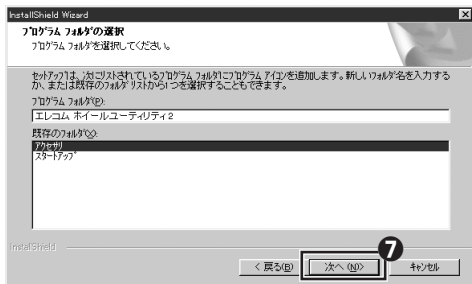 InstallShield Wizard
ﾌﾟﾛｸﾞﾗﾑ ﾌｫﾙﾀﾞの選択
ﾌﾟﾛｸﾞﾗﾑ ﾌｫﾙﾀﾞを選択してください。
ｾｯﾄｱｯﾌﾟは、次にリストされているﾌﾟﾛｸﾞﾗﾑ ﾌｫﾙﾀﾞにﾌﾟﾛｸﾞﾗﾑ ｱｲｺﾝを追加します。新しいﾌｫﾙﾀﾞ名を入力する
か、または既存のﾌｫﾙﾀﾞ ﾘｽﾄから1つを選択することもできます。
ﾌﾟﾛｸﾞﾗﾑ ﾌｫﾙﾀﾞ(P):
エレコム ホイールユーティリティ2
既存のﾌｫﾙﾀﾞ(X):
ｱｸｾｻﾘ
ｽﾀｰﾄｱｯﾌﾟ
InstallShield
7
< 戻る(B)
次へ (N)>
ｷｬﾝｾﾙ